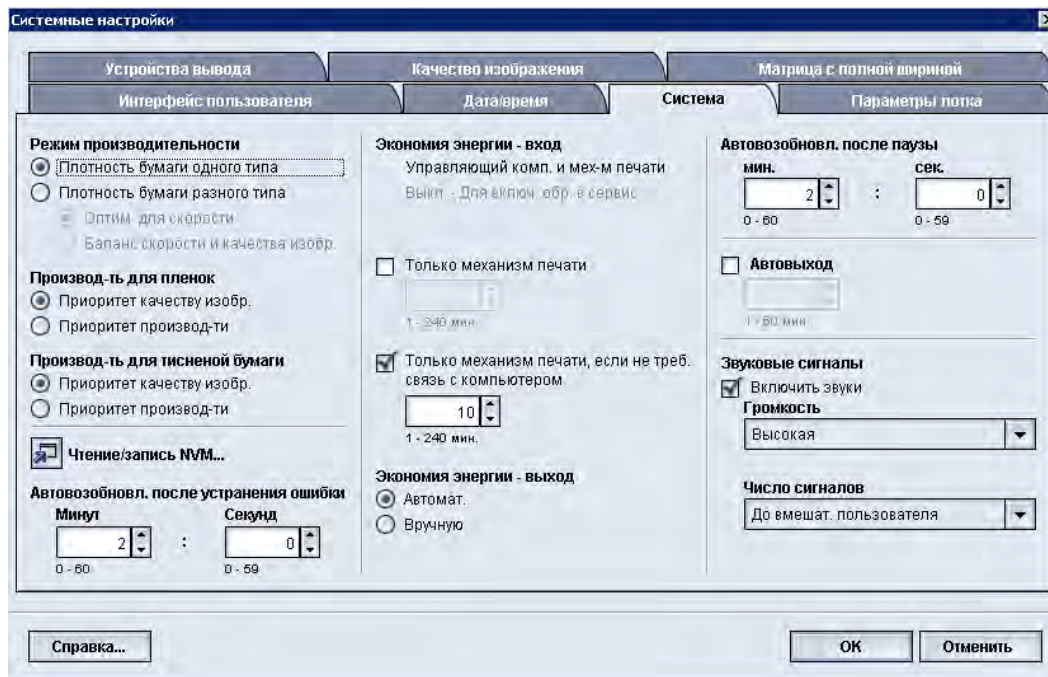 Системные настройки
Устройства вывода
Качество изображения
Матрица с полной шириной
Интерфейс пользователя
Дата/время
Система
Параметры лотка
Режим производительности
Плотность бумаги одного типа
Плотность бумаги разного типа
Оптим. для скорости
Баланс скорости и качества изобр.
Производ-ть для пленок
Приоритет качеству изобр.
Приоритет производ-ти
Производ-ть для тисненой бумаги
Приоритет качеству изобр.
Приоритет производ-ти
Чтение/запись NVM...
Автовозобновл. после устранения ошибки
Минут
Секунд
2 : 0
0 - 60
0 - 59
Экономия энергии - вход
Управляющий комп. и мех-м печати
Выкл. - Для включ. обр. в сервис
Только механизм печати
1 - 240 мин.
Только механизм печати, если не треб.
связь с компьютером
10
1 - 240 мин.
Экономия энергии - выход
Автомат.
Вручную
Автовозобновл. после паузы
мин.
сек.
2 : 0
0 - 60
0 - 59
Автовыход
1 - 60 мин.
Звуковые сигналы
Включить звуки
Громкость
Высокая
Число сигналов
До вмешат. пользователя
Справка...
OK
Отменить